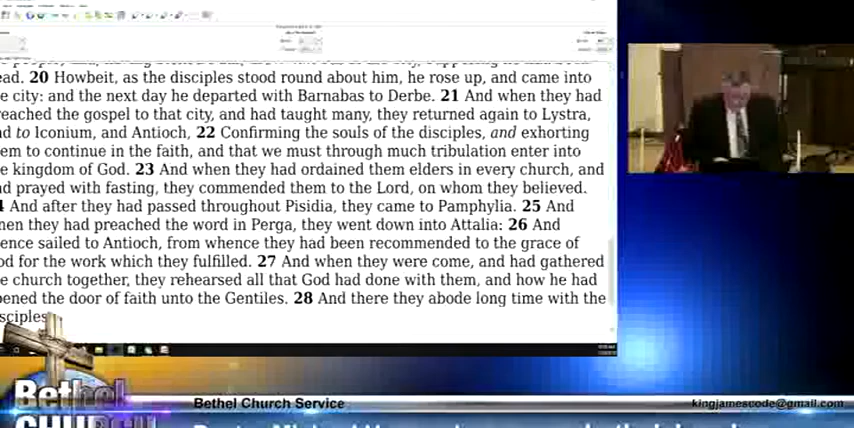 ead. 20 Howbeit, as the disciples stood round about him, he rose up, and came into
e city: and the next day he departed with Barnabas to Derbe. 21 And when they had
reached the gospel to that city, and had taught many, they returned again to Lystra,
nd to Iconium, and Antioch, 22 Confirming the souls of the disciples, and exhorting
em to continue in the faith, and that we must through much tribulation enter into
e kingdom of God. 23 And when they had ordained them elders in every church, and
ad prayed with fasting, they commended them to the Lord, on whom they believed.
4 And after they had passed throughout Pisidia, they came to Pamphylia. 25 And
hen they had preached the word in Perga, they went down into Attalia: 26 And
ence sailed to Antioch, from whence they had been recommended to the grace of
od for the work which they fulfilled. 27 And when they were come, and had gathered
e church together, they rehearsed all that God had done with them, and how he had
pened the door of faith unto the Gentiles. 28 And there they abode long time with the
sciples
Bethel
CHURCH
Bethel Church Service
kingjamescode@gmail.com